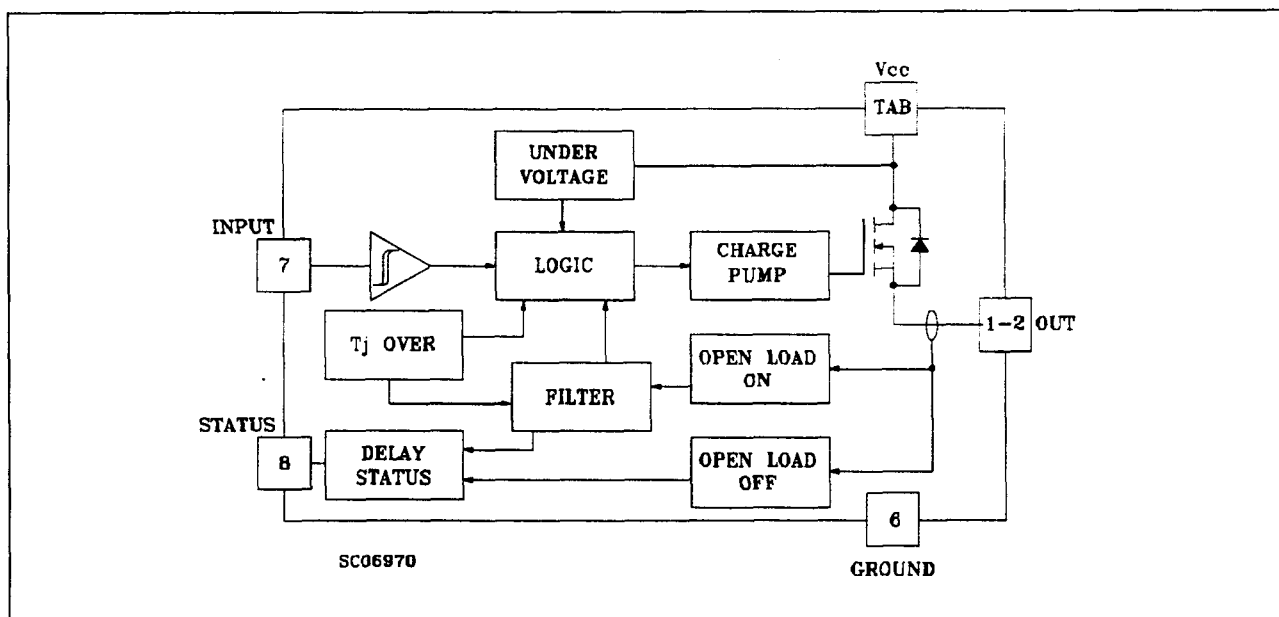 Vcc
TAB
UNDER
VOLTAGE
INPUT
7
LOGIC
CHARGE
PUMP
1-2 OUT
Tj OVER
OPEN LOAD
ON
FILTER
STATUS
8
DELAY
STATUS
OPEN LOAD
OFF
6
SC06970
GROUND